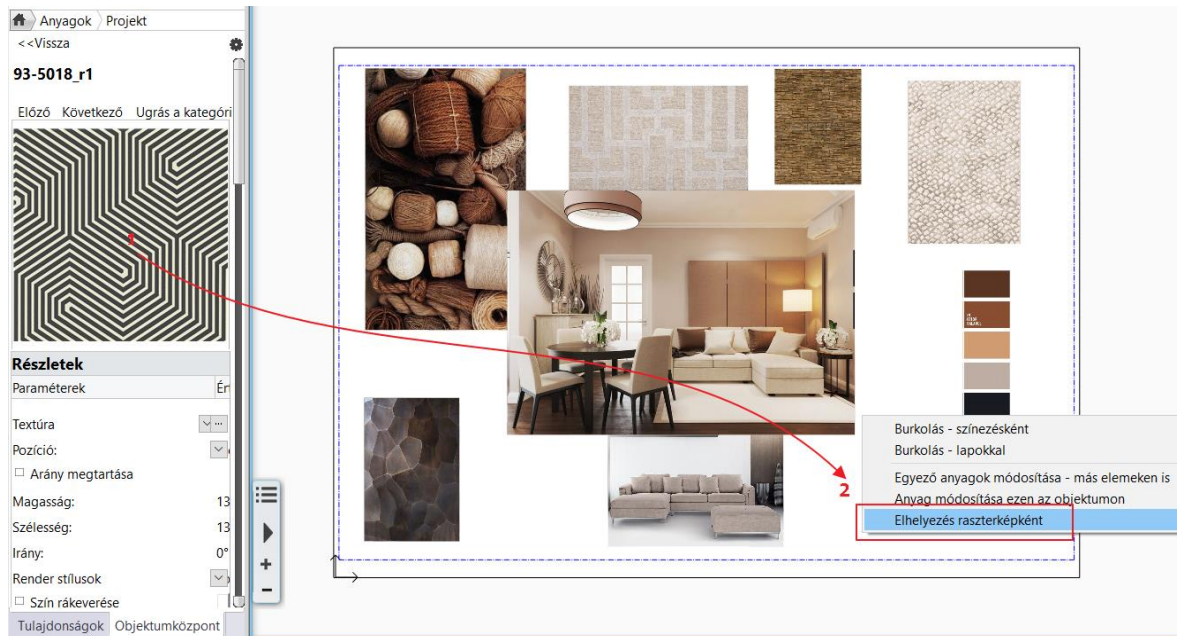 Anyagok Projekt
<<Vissza
93-5018_r1
Előző Következő Ugrás a kategóri
1
Részletek
Paraméterek Ér
Textúra
Pozíció:
Arány megtartása
Magasság: 13
Szélesség: 13
Irány: 0°
Render stílusok
Szín rákeverése
Tulajdonságok Objektumközpont
2
Burkolás - színezésként
Burkolás - lapokkal
Egyező anyagok módosítása - más elemeken is
Anyag módosítása ezen az objektumon
Elhelyezés raszterképként